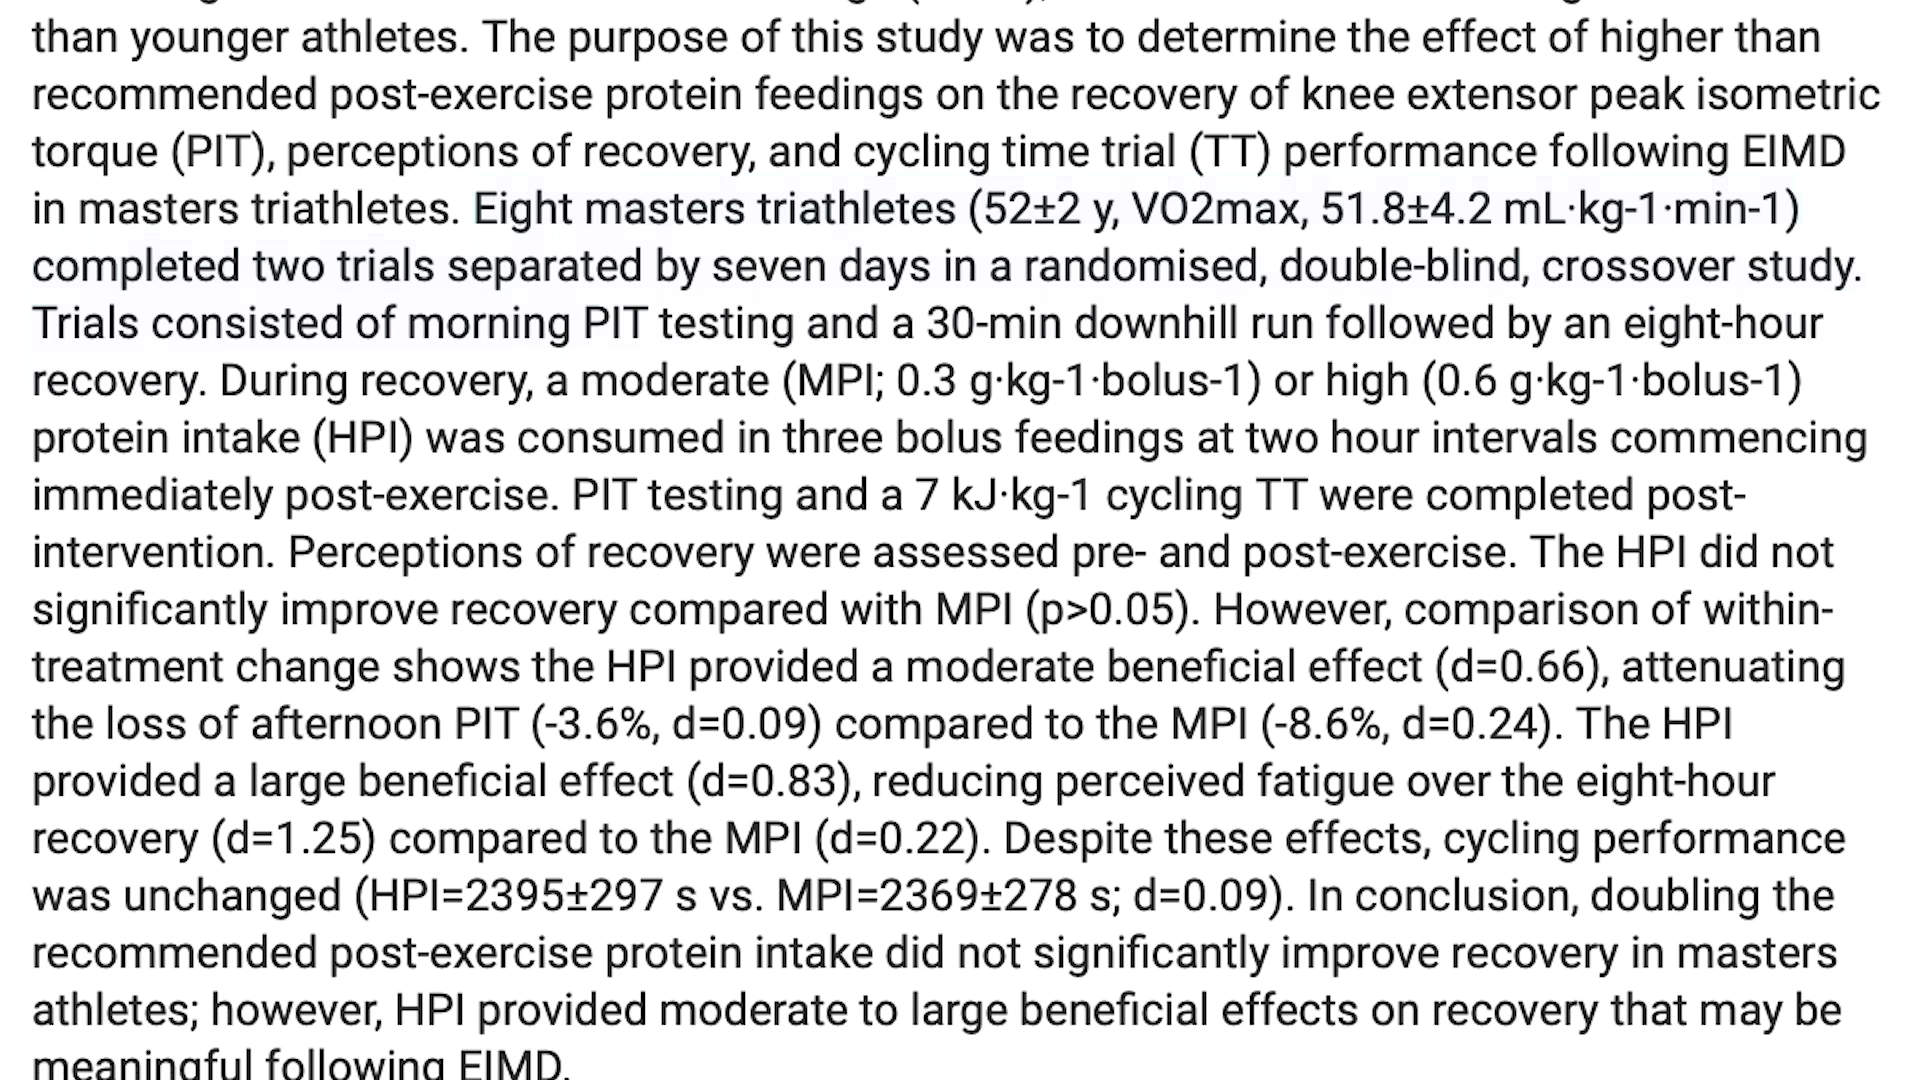 than younger athletes. The purpose of this study was to determine the effect of higher than
recommended post-exercise protein feedings on the recovery of knee extensor peak isometric
torque (PIT), perceptions of recovery, and cycling time trial (TT) performance following EIMD
in masters triathletes. Eight masters triathletes (52±2 y, VO2max, 51.8±4.2 mL·kg-1·min-1)
completed two trials separated by seven days in a randomised, double-blind, crossover study.
Trials consisted of morning PIT testing and a 30-min downhill run followed by an eight-hour
recovery. During recovery, a moderate (MPI; 0.3 g·kg-1·bolus-1) or high (0.6 g·kg-1·bolus-1)
protein intake (HPI) was consumed in three bolus feedings at two hour intervals commencing
immediately post-exercise. PIT testing and a 7 kJ·kg-1 cycling TT were completed post-
intervention. Perceptions of recovery were assessed pre- and post-exercise. The HPI did not
significantly improve recovery compared with MPI (p>0.05). However, comparison of within-
treatment change shows the HPI provided a moderate beneficial effect (d=0.66), attenuating
the loss of afternoon PIT (-3.6%, d=0.09) compared to the MPI (-8.6%, d=0.24). The HPI
provided a large beneficial effect (d=0.83), reducing perceived fatigue over the eight-hour
recovery (d=1.25) compared to the MPI (d=0.22). Despite these effects, cycling performance
was unchanged (HPI=2395±297 s vs. MPI=2369±278 s; d=0.09). In conclusion, doubling the
recommended post-exercise protein intake did not significantly improve recovery in masters
athletes; however, HPI provided moderate to large beneficial effects on recovery that may be
meaningful following EIMD.